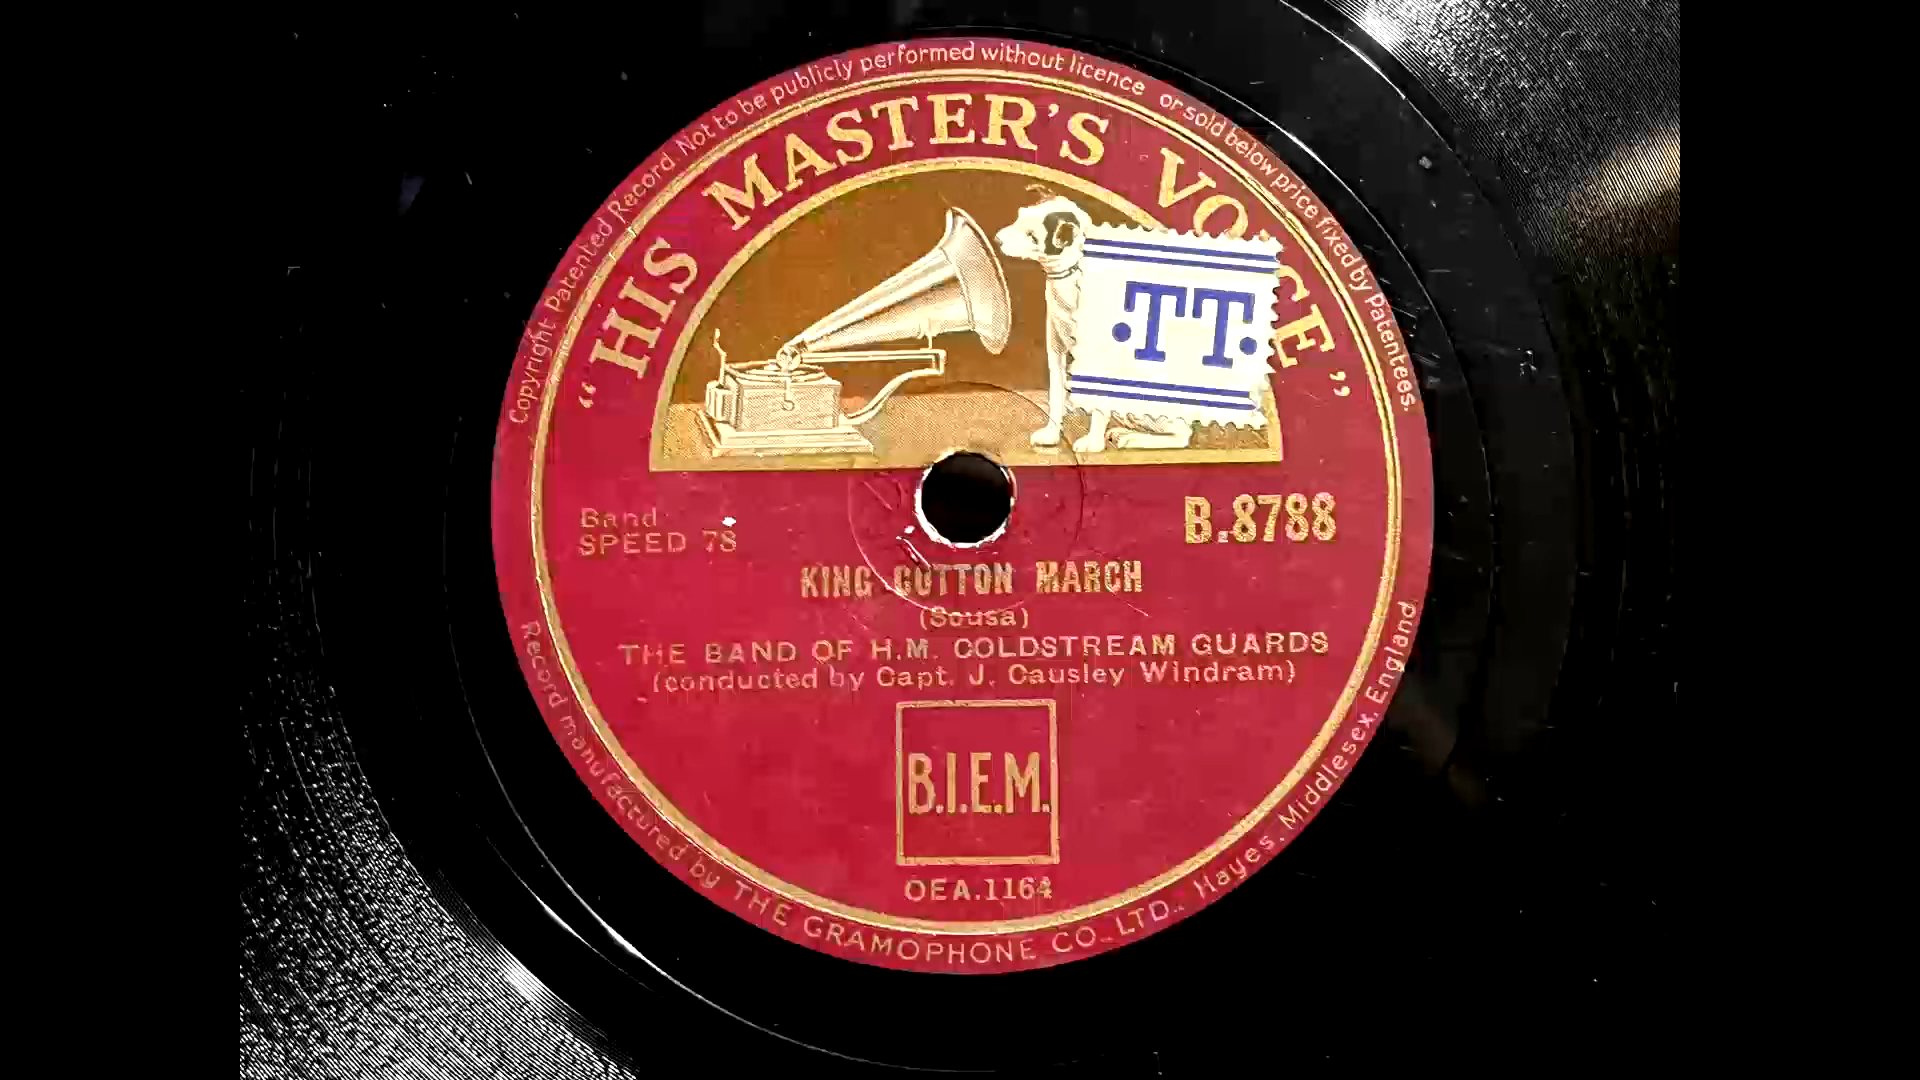 Copyright. Patented Record. Not to be publicly performed without licence or sold below price fixed by Patentees.
"HIS MASTER'S VOICE"
·TT·
Band
SPEED 78
B.8788
KING COTTON MARCH
(Sousa)
THE BAND OF H.M. COLDSTREAM GUARDS
(conducted by Capt. J. Causley Windram)
B.I.E.M.
OEA.1164
Record manufactured by THE GRAMOPHONE CO., LTD., Hayes, Middlesex, England